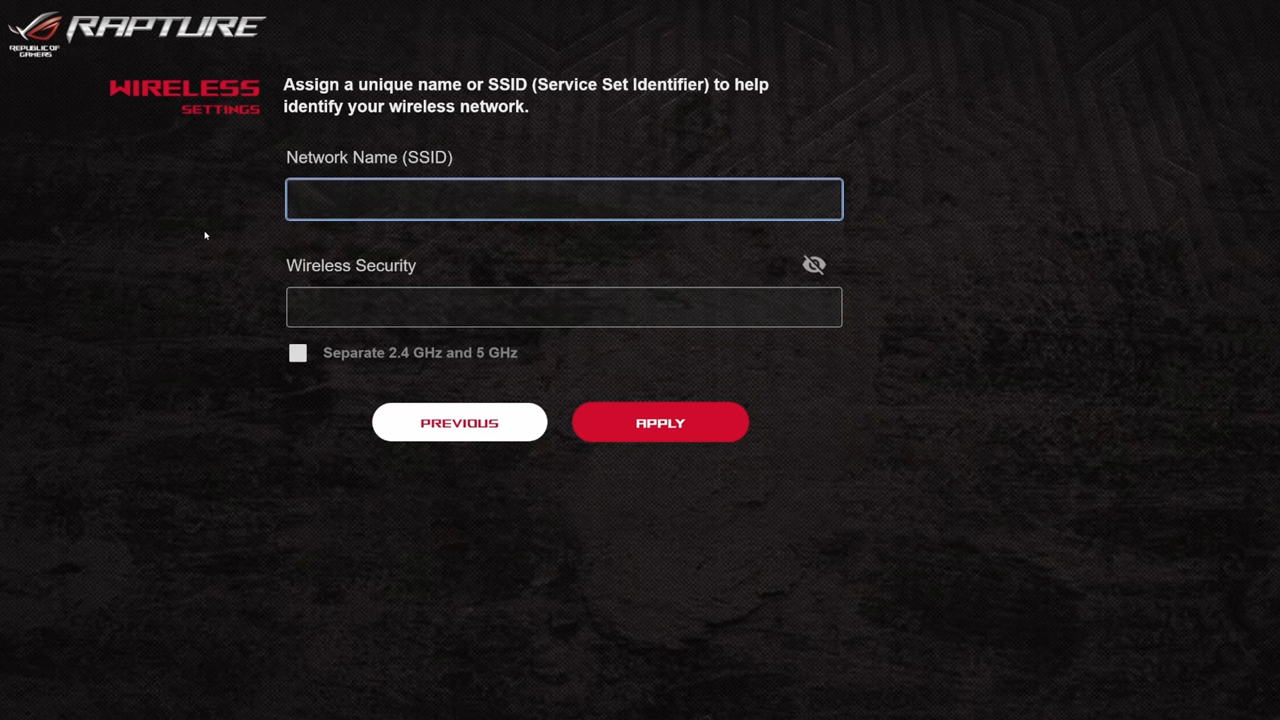 RAPTURE
REPUBLIC OF
GAMERS
WIRELESS
SETTINGS
Assign a unique name or SSID (Service Set Identifier) to help
identify your wireless network.
Network Name (SSID)
Wireless Security
Separate 2.4 GHz and 5 GHz
PREVIOUS
APPLY